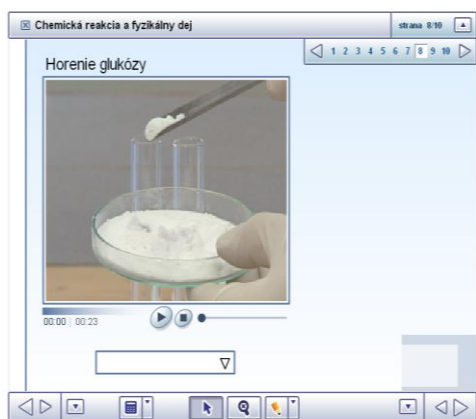 Chemická reakcia a fyzikálny dej
strana 8/10
1 2 3 4 5 6 7 8 9 10
Horenie glukózy
00:00 | 00:23